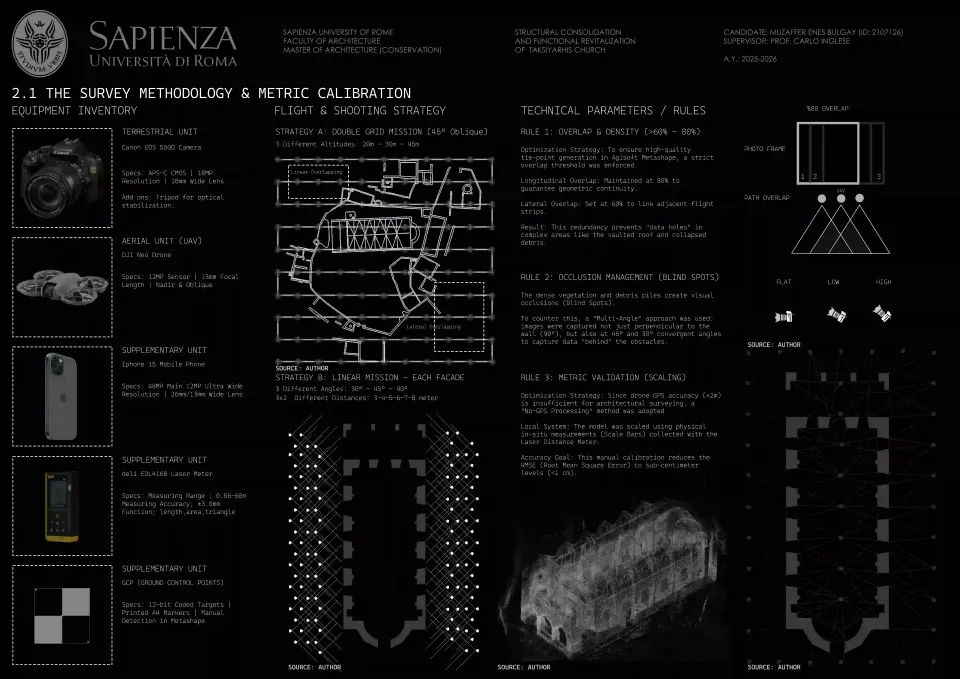 SAPIENZA
UNIVERSITÀ DI ROMA
STVDIVM VRBIS
SAPIENZA UNIVERSITY OF ROME
FACULTY OF ARCHITECTURE
MASTER OF ARCHITECTURE (CONSERVATION)
STRUCTURAL CONSOLIDATION
AND FUNCTIONAL REVITALIZATION
OF TAKSIYARHIS CHURCH
CANDIDATE: MUZAFFER ENES BULGAY (ID: 2107126)
SUPERVISOR: PROF. CARLO INGLESE
A.Y.: 2025-2026
2.1 THE SURVEY METHODOLOGY & METRIC CALIBRATION
EQUIPMENT INVENTORY
TERRESTRIAL UNIT
Canon EOS 550D Camera
Specs: APS-C CMOS | 18MP
Resolution | 18mm Wide Lens
Add ons: Tripod for optical
stabilization.
AERIAL UNIT (UAV)
DJI Neo Drone
Specs: 12MP Sensor | 13mm Focal
Length | Nadir & Oblique
SUPPLEMENTARY UNIT
Iphone 15 Mobile Phone
Specs: 48MP Main 12MP Ultra Wide
Resolution | 26mm/13mm Wide Lens
SUPPLEMENTARY UNIT
deli EDL4168 Laser Meter
Specs: Measuring Range ; 0.05-60m
Measuring Accuracy; ±3.0mm
Function; length,area,triangle
SUPPLEMENTARY UNIT
GCP (GROUND CONTROL POINTS)
Specs: 12-bit Coded Targets |
Printed A4 Markers | Manual
Detection in Metashape
FLIGHT & SHOOTING STRATEGY
STRATEGY A: DOUBLE GRID MISSION (45º Oblique)
3 Different Altitudes: 20m - 30m - 45m
Linear Overlapping
Lateral Overlapping
SOURCE: AUTHOR
STRATEGY B: LINEAR MISSION - EACH FACADE
3 Different Angles: 30º - 45º - 90º
3x2 Different Distances: 3-4-5-6-7-8 meter
SOURCE: AUTHOR
TECHNICAL PARAMETERS / RULES
RULE 1: OVERLAP & DENSITY (>60% - 80%)
Optimization Strategy: To ensure high-quality
tie-point generation in Agisoft Metashape, a strict
overlap threshold was enforced.
Longitudinal Overlap: Maintained at 80% to
guarantee geometric continuity.
Lateral Overlap: Set at 60% to link adjacent flight
strips.
Result: This redundancy prevents "data holes" in
complex areas like the vaulted roof and collapsed
debris.
RULE 2: OCCLUSION MANAGEMENT (BLIND SPOTS)
The dense vegetation and debris piles create visual
occlusions (Blind Spots).
To counter this, a "Multi-Angle" approach was used:
images were captured not just perpendicular to the
wall (90º), but also at 45º and 30º convergent angles
to capture data "behind" the obstacles.
RULE 3: METRIC VALIDATION (SCALING)
Optimization Strategy: Since drone GPS accuracy (±2m)
is insufficient for architectural surveying, a
"No-GPS Processing" method was adopted.
Local System: The model was scaled using physical
in-situ measurements (Scale Bars) collected with the
Laser Distance Meter.
Accuracy Goal: This manual calibration reduces the
RMSE (Root Mean Square Error) to sub-centimeter
levels (<1 cm).
SOURCE: AUTHOR
%80 OVERLAP
PHOTO FRAME
1 2 3
UAV
PATH OVERLAP
FLAT LOW HIGH
SOURCE: AUTHOR
SOURCE: AUTHOR